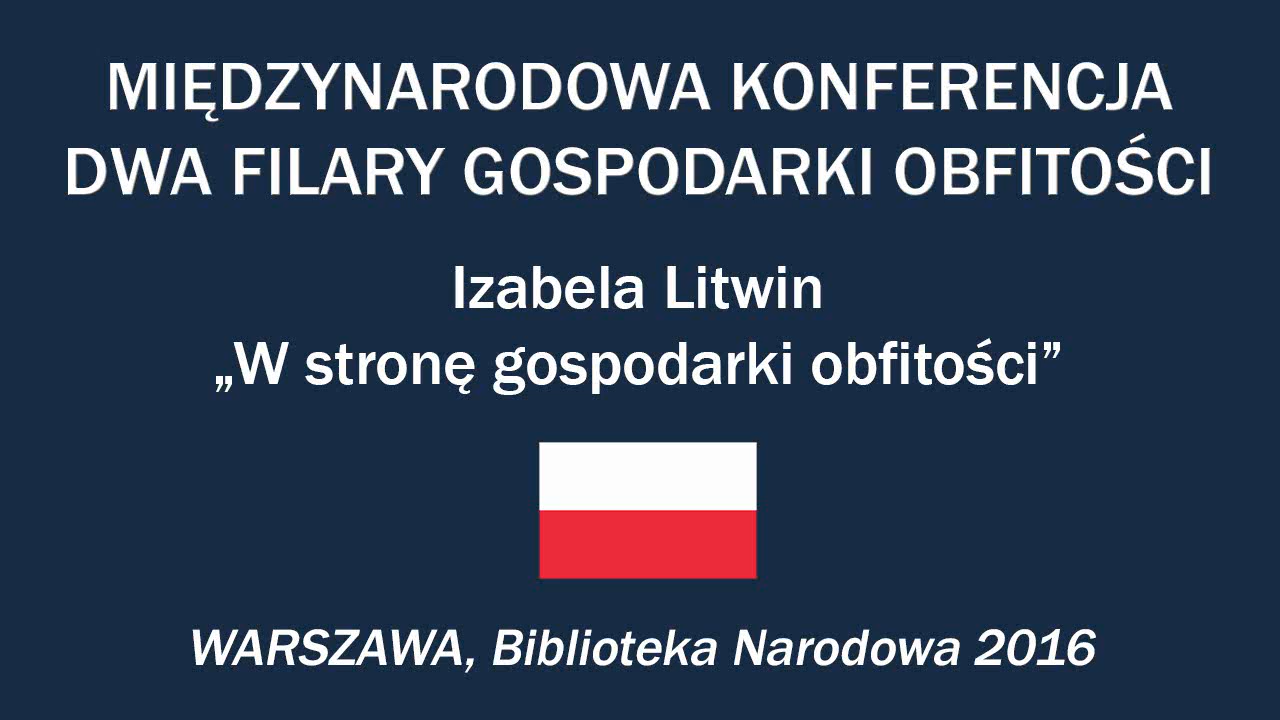 MIĘDZYNARODOWA KONFERENCJA
DWA FILARY GOSPODARKI OBFITOŚCI
Izabela Litwin
„W stronę gospodarki obfitości”
WARSZAWA, Biblioteka Narodowa 2016